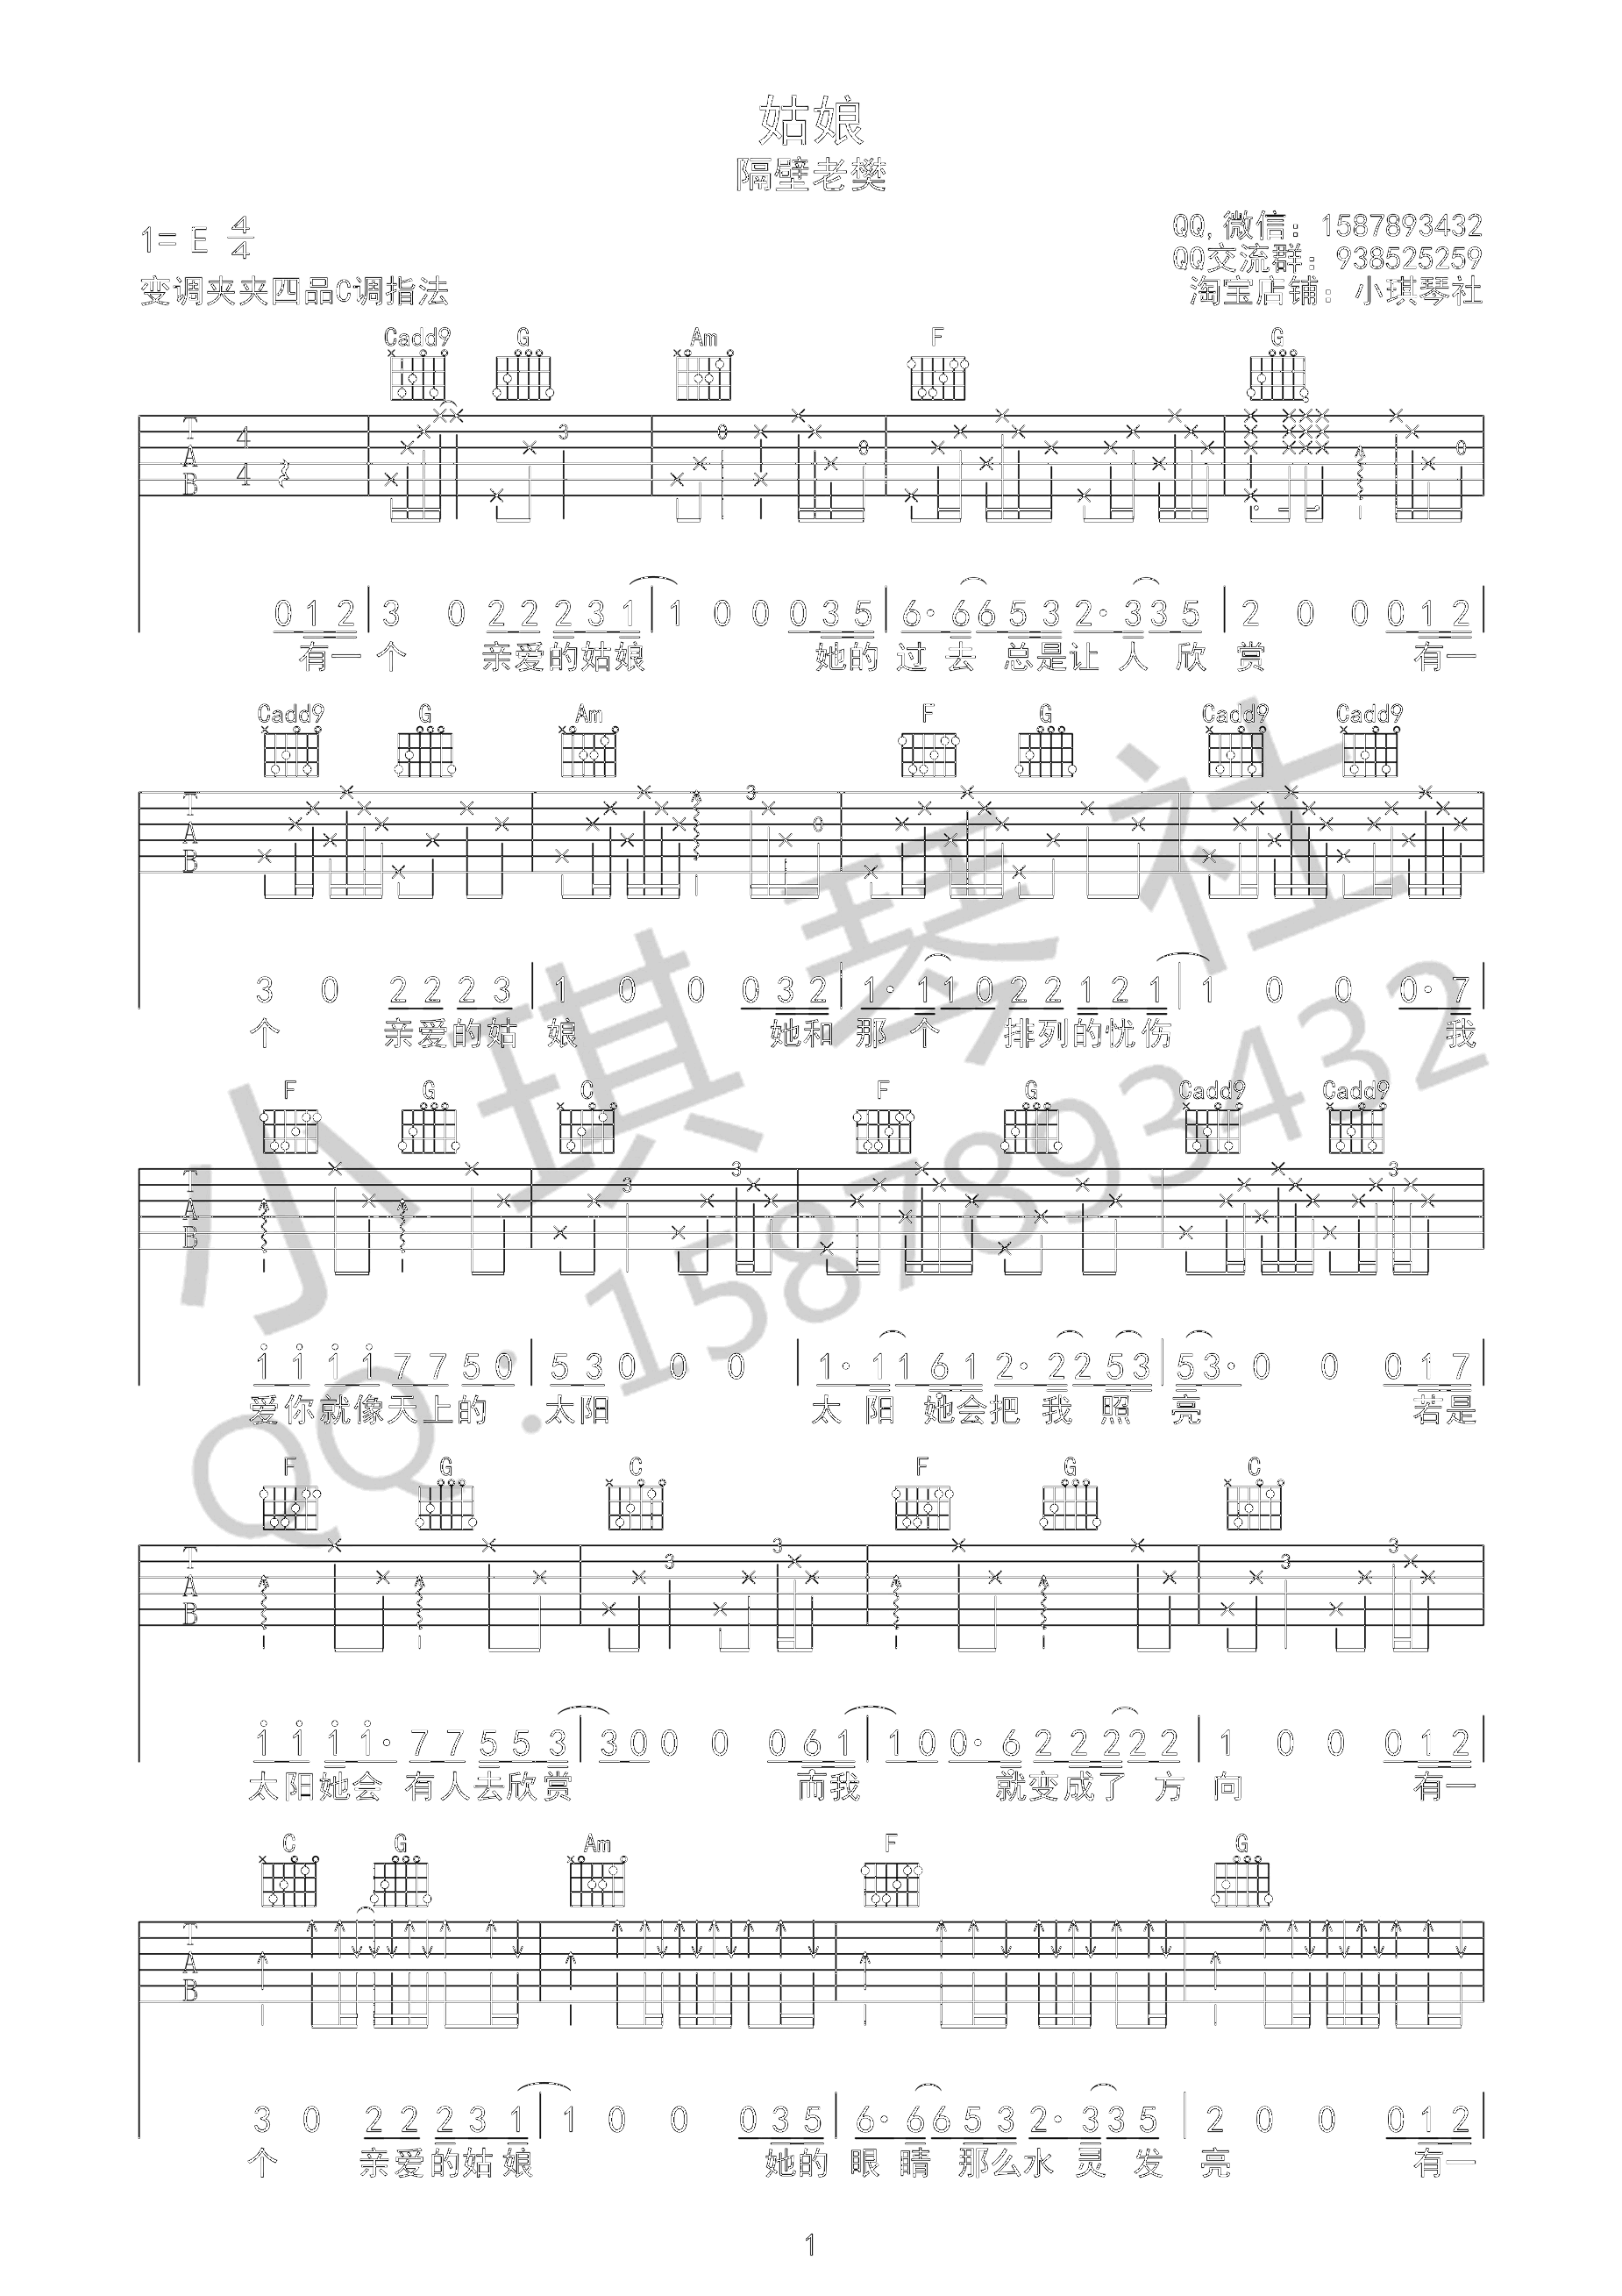 姑娘
隔壁老樊
1= E 4/4
QQ,微信: 1587893432
QQ交流群: 938525259
变调夹夹四品C调指法
淘宝店铺: 小琪琴社
Cadd9 G Am F G
T A B 4 4 3 0 0 s 0
0 1 2 3 0 2 2 2 3 1 1 0 0 0 3 5 6· 6 6 5 3 2· 3 3 5 2 0 0 0 1 2
有一个 亲爱的姑娘 她的过去 总是让人欣赏 有一
Cadd9 G Am F G Cadd9 Cadd9
T A B 3 0
3 0 2 2 2 3 1 0 0 0 3 2 1· 1 1 0 2 2 1 2 1 1 0 0 0· 7
个 亲爱的姑娘 她和那个 排列的忧伤 我
F G C F G Cadd9 Cadd9
T A B 3 3 3
1 1 1 1 7 7 5 0 5 3 0 0 0 1· 1 1 6 1 2· 2 2 5 3 5 3· 0 0 0 1 7
爱你就像天上的 太阳 太阳 她会把我照亮 若是
F G C F G C
T A B 3 3 3 3
1 1 1 1· 7 7 5 5 3 3 0 0 0 0 6 1 1 0 0· 6 2 2 2 2 2 1 0 0 0 1 2
太阳她会 有人去欣赏 而我 就变成了方向 有一
C G Am F G
T A B
3 0 2 2 2 3 1 1 0 0 0 3 5 6· 6 6 5 3 2· 3 3 5 2 0 0 0 1 2
个 亲爱的姑娘 她的眼睛 那么水灵发亮 有一
小琪琴社
QQ:1587893432
1